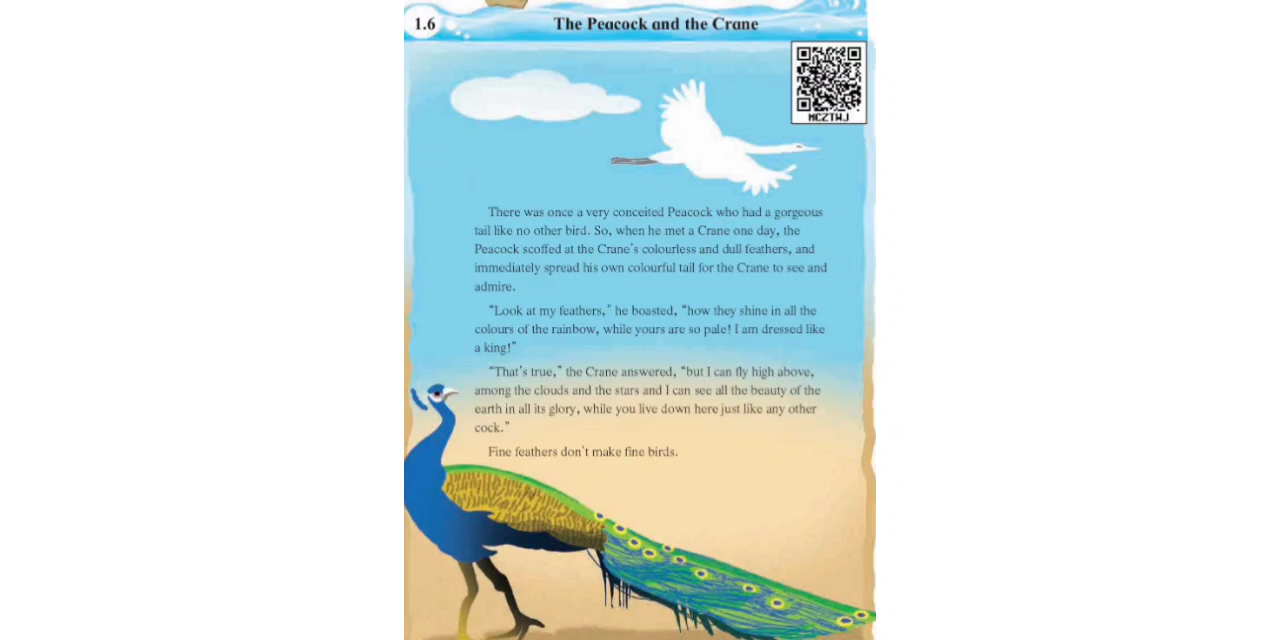 1.6
The Peacock and the Crane
MCZTWJ
There was once a very conceited Peacock who had a gorgeous
tail like no other bird. So, when he met a Crane one day, the
Peacock scoffed at the Crane's colourless and dull feathers, and
immediately spread his own colourful tail for the Crane to see and
admire.
"Look at my feathers," he boasted, "how they shine in all the
colours of the rainbow, while yours are so pale! I am dressed like
a king!"
"That's true," the Crane answered, "but I can fly high above,
among the clouds and the stars and I can see all the beauty of the
earth in all its glory, while you live down here just like any other
cock."
Fine feathers don't make fine birds.